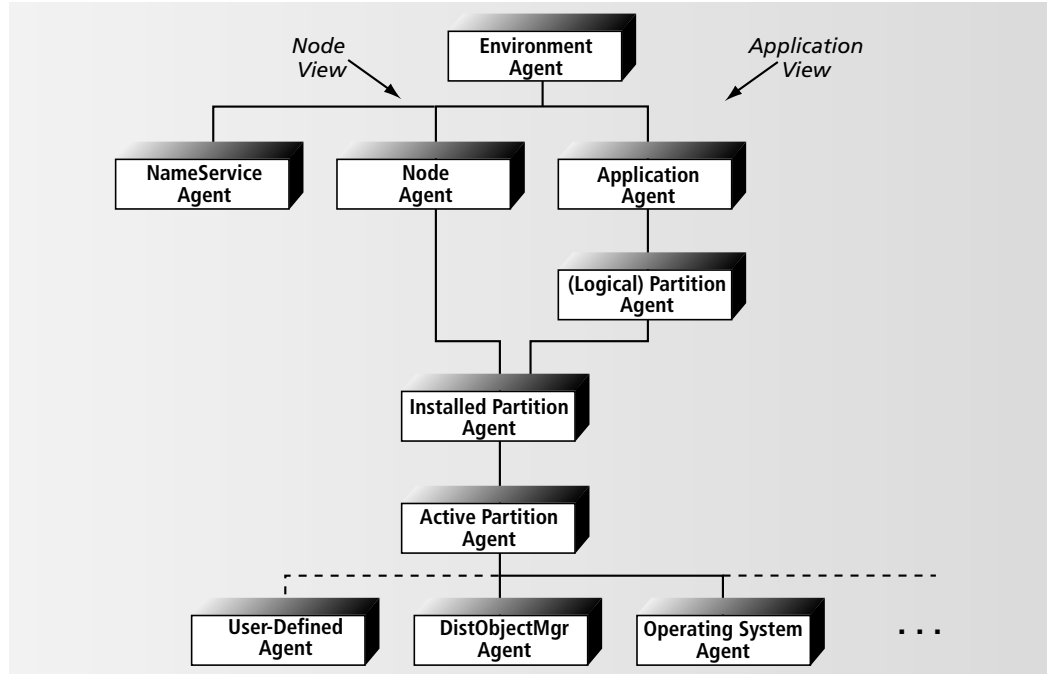 Node
View
Environment
Agent
Application
View
NameService
Agent
Node
Agent
Application
Agent
(Logical) Partition
Agent
Installed Partition
Agent
Active Partition
Agent
User-Defined
Agent
DistObjectMgr
Agent
Operating System
Agent
. . .